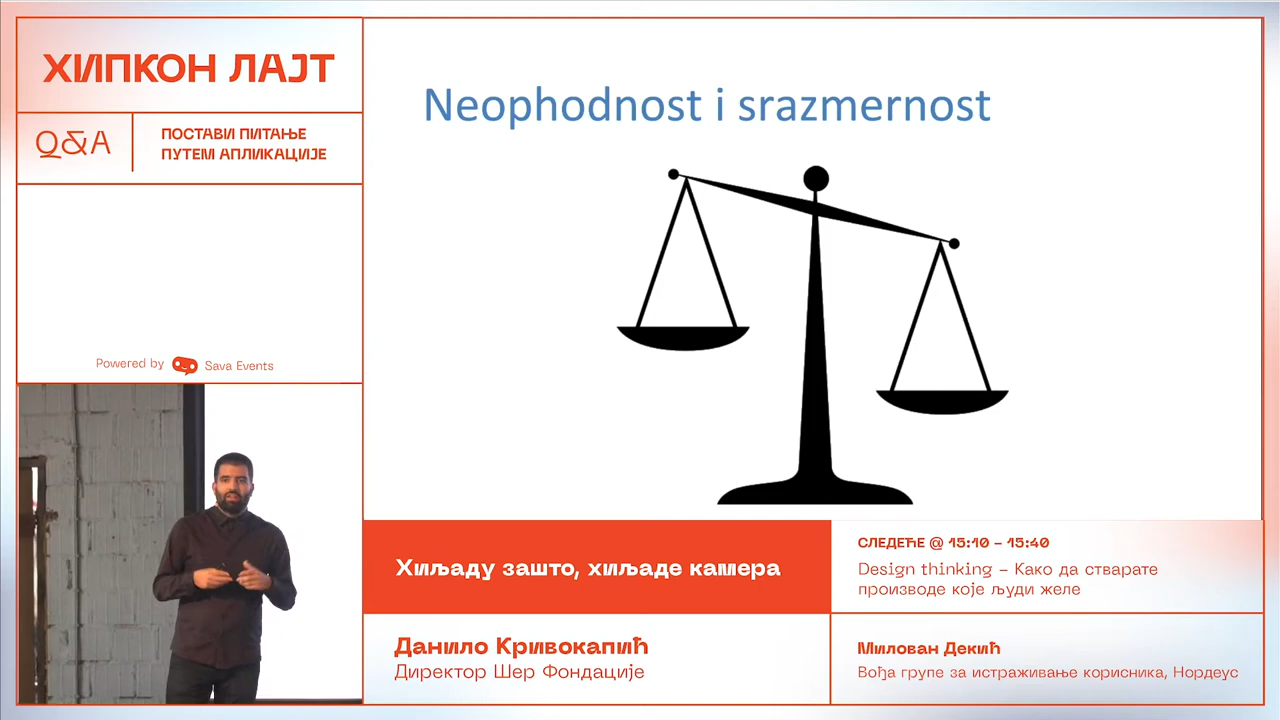 ХИПКОН ЛАЈТ
Q&A
ПОСТАВИ ПИТАЊЕ
ПУТЕМ АПЛИКАЦИЈЕ
Powered by Sava Events
Neophodnost i srazmernost
Хиљаду зашто, хиљаде камера
Данило Кривокапић
Директор Шер Фондације
СЛЕДЕЋЕ @ 15:10 – 15:40
Design thinking – Како да стварате
производе које људи желе
Милован Декић
Вођа групе за истраживање корисника, Нордеус